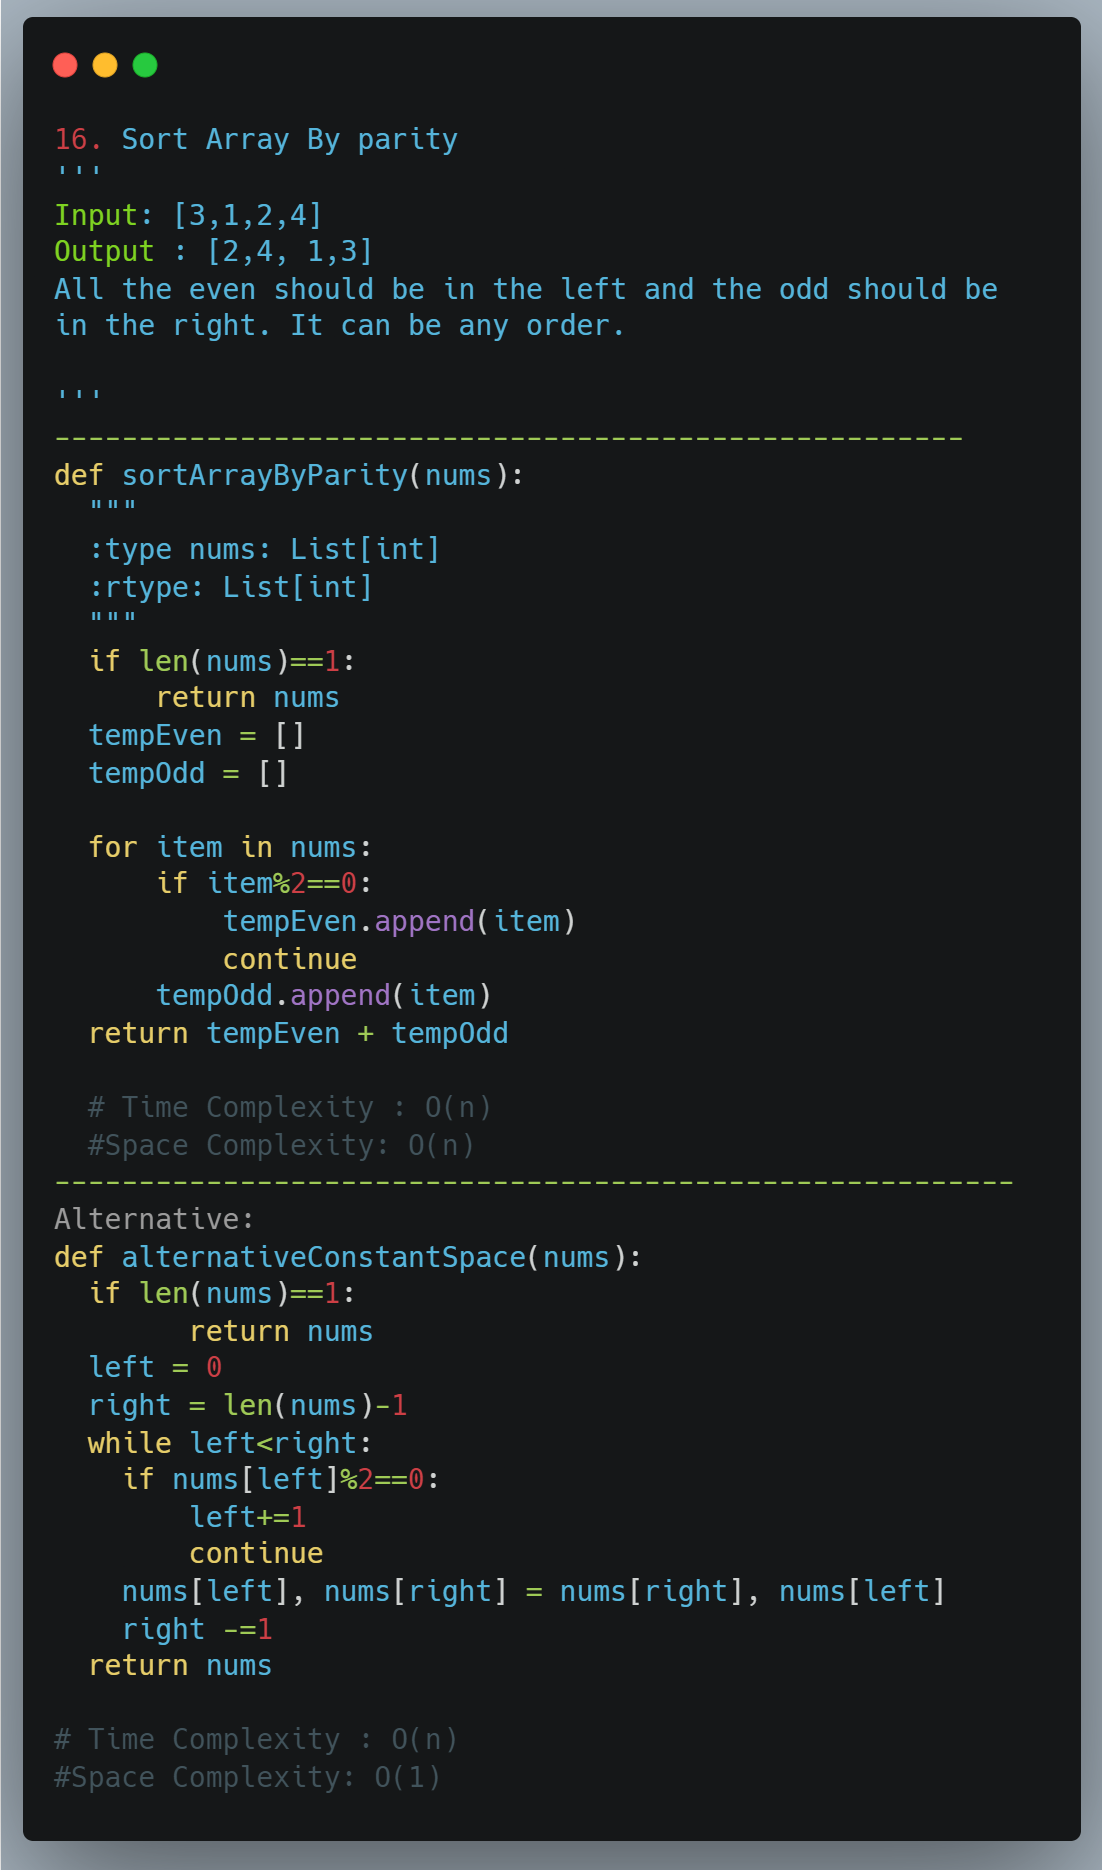 16. Sort Array By parity
'''
Input: [3,1,2,4]
Output : [2,4, 1,3]
All the even should be in the left and the odd should be
in the right. It can be any order.

'''
------------------------------------------------------
def sortArrayByParity(nums):
  """
  :type nums: List[int]
  :rtype: List[int]
  """
  if len(nums)==1:
      return nums
  tempEven = []
  tempOdd = []

  for item in nums:
      if item%2==0:
          tempEven.append(item)
          continue
      tempOdd.append(item)
  return tempEven + tempOdd

  # Time Complexity : O(n)
  #Space Complexity: O(n)
---------------------------------------------------------
Alternative:
def alternativeConstantSpace(nums):
  if len(nums)==1:
        return nums
  left = 0
  right = len(nums)-1
  while left<right:
    if nums[left]%2==0:
        left+=1
        continue
    nums[left], nums[right] = nums[right], nums[left]
    right -=1
  return nums

# Time Complexity : O(n)
#Space Complexity: O(1)